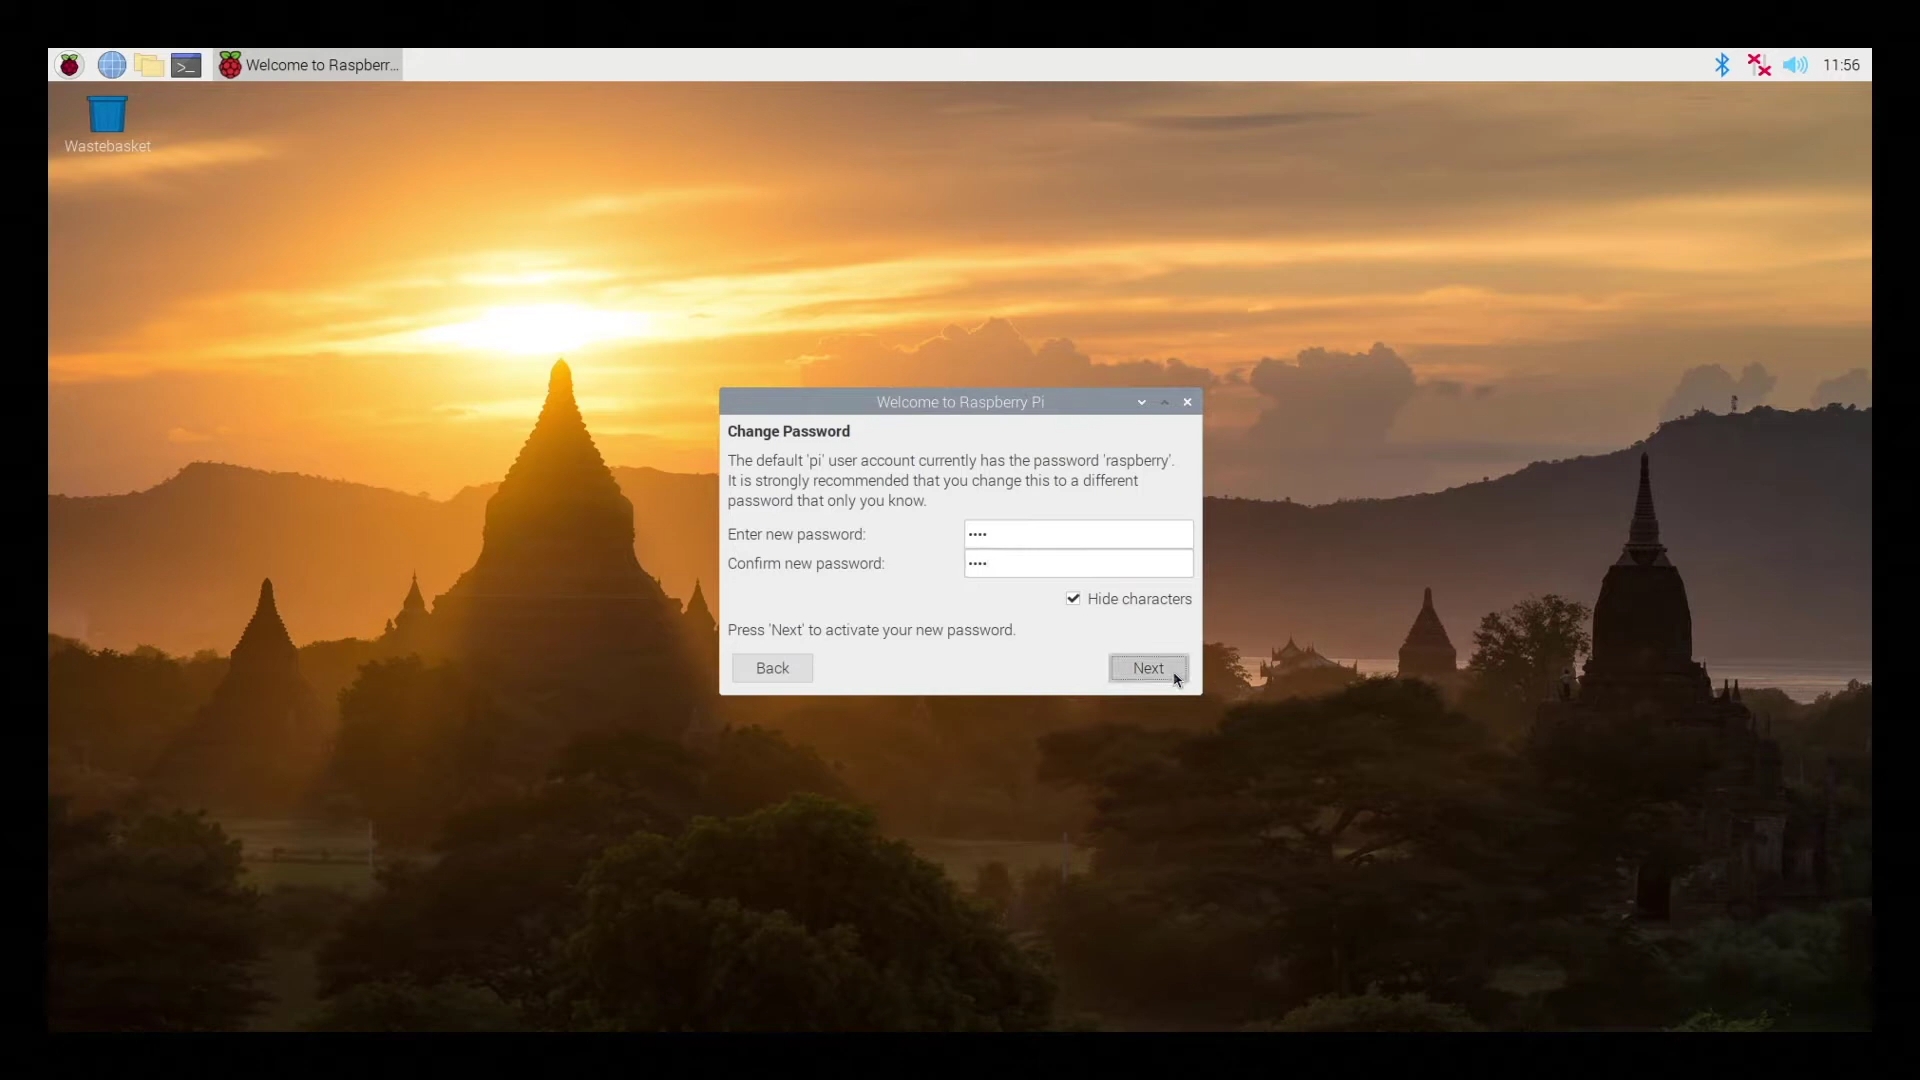 Welcome to Raspberr...
11:56
Wastebasket
Welcome to Raspberry Pi
Change Password
The default 'pi' user account currently has the password 'raspberry'.
It is strongly recommended that you change this to a different
password that only you know.
Enter new password: ••••
Confirm new password: ••••
Hide characters
Press 'Next' to activate your new password.
Back
Next